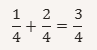 1/4 + 2/4 = 3/4